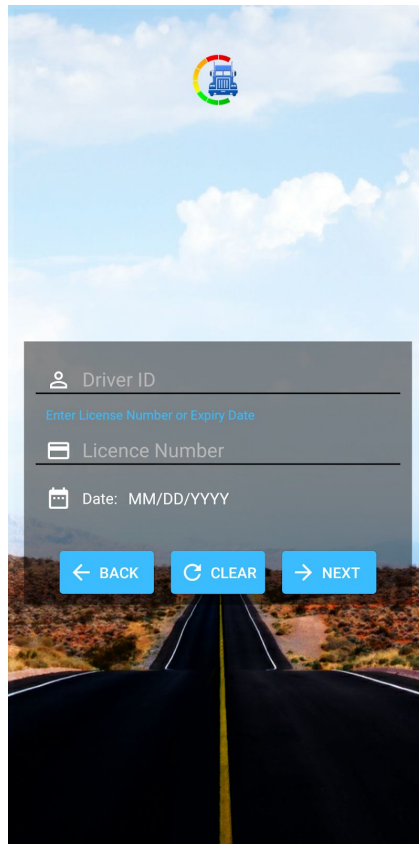 Driver ID
Enter License Number or Expiry Date
Licence Number
Date: MM/DD/YYYY
BACK CLEAR NEXT